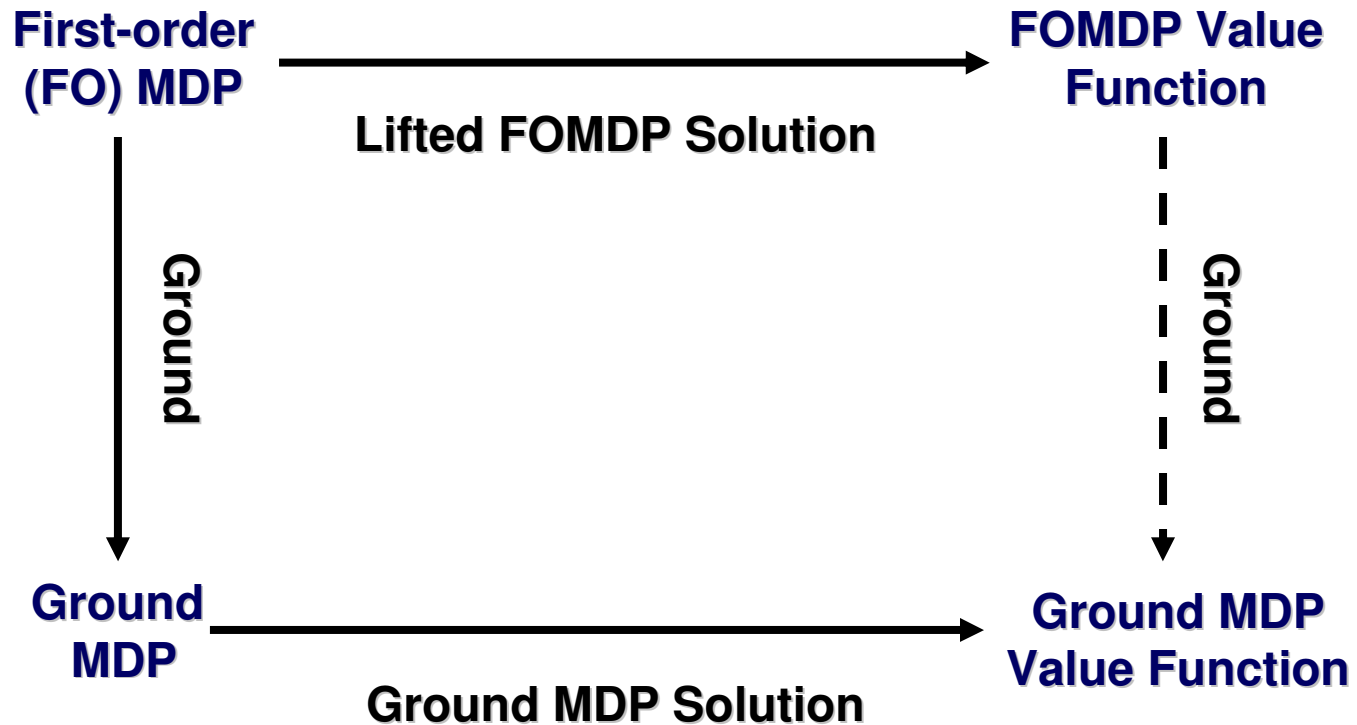 First-order
(FO) MDP
FOMDP Value
Function
Lifted FOMDP Solution
Ground
Ground
Ground
MDP
Ground MDP
Value Function
Ground MDP Solution